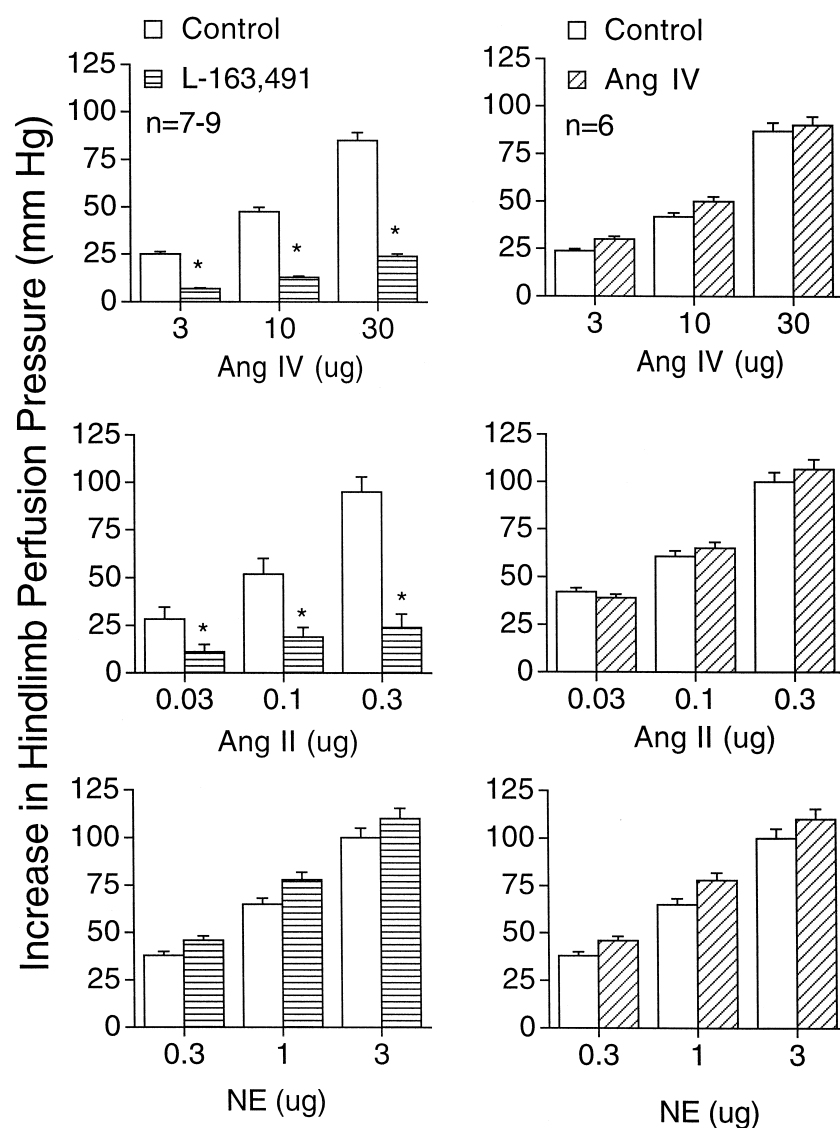 Increase in Hindlimb Perfusion Pressure (mm Hg)
Control
L-163,491
n=7-9
125
100
75
50
25
0
*
*
*
3 10 30
Ang IV (ug)
Control
Ang IV
n=6
125
100
75
50
25
0
3 10 30
Ang IV (ug)
125
100
75
50
25
0
*
*
*
0.03 0.1 0.3
Ang II (ug)
125
100
75
50
25
0
0.03 0.1 0.3
Ang II (ug)
125
100
75
50
25
0
0.3 1 3
NE (ug)
125
100
75
50
25
0
0.3 1 3
NE (ug)